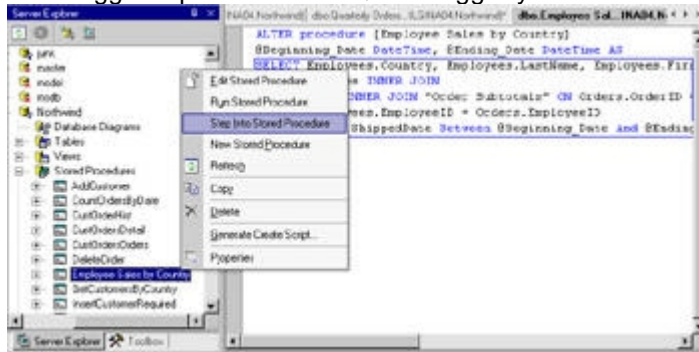 Server Explorer
dbo.Employee Sal...
ALTER procedure [Employee Sales by Country]
@Beginning_Date DateTime, @Ending_Date DateTime AS
SELECT Employees.Country, Employees.LastName, Employees.Fir
INNER JOIN
INNER JOIN "Order Subtotals" ON Orders.OrderID
.EmployeeID = Orders.EmployeeID
ShippedDate Between @Beginning_Date And @Ending
master
model
msdb
Northwind
Database Diagrams
Tables
Views
Stored Procedures
AddCustomer
CountOrdersByDate
CustOrderHist
CustOrdersDetail
CustOrdersOrders
DeleteOrder
Employee Sales by Country
GetCustomersByCountry
InsertCustomerRequired
Edit Stored Procedure
Run Stored Procedure
Step Into Stored Procedure
New Stored Procedure
Refresh
Copy
Delete
Generate Create Script...
Properties
Server Explorer
Toolbox